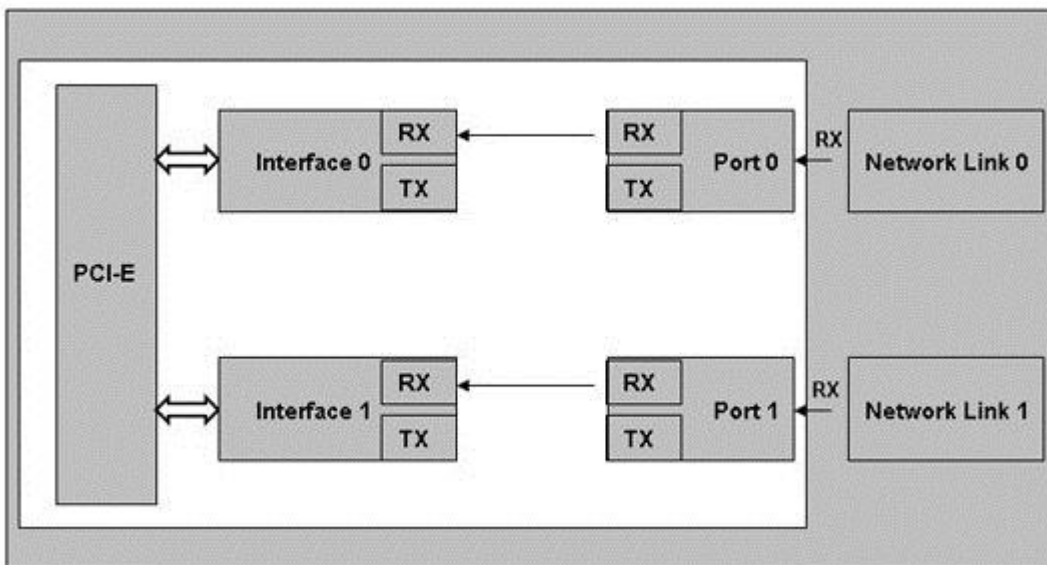 RX
RX
RX
Interface 0
Port 0
Network Link 0
TX
TX
PCI-E
RX
RX
RX
Interface 1
Port 1
Network Link 1
TX
TX